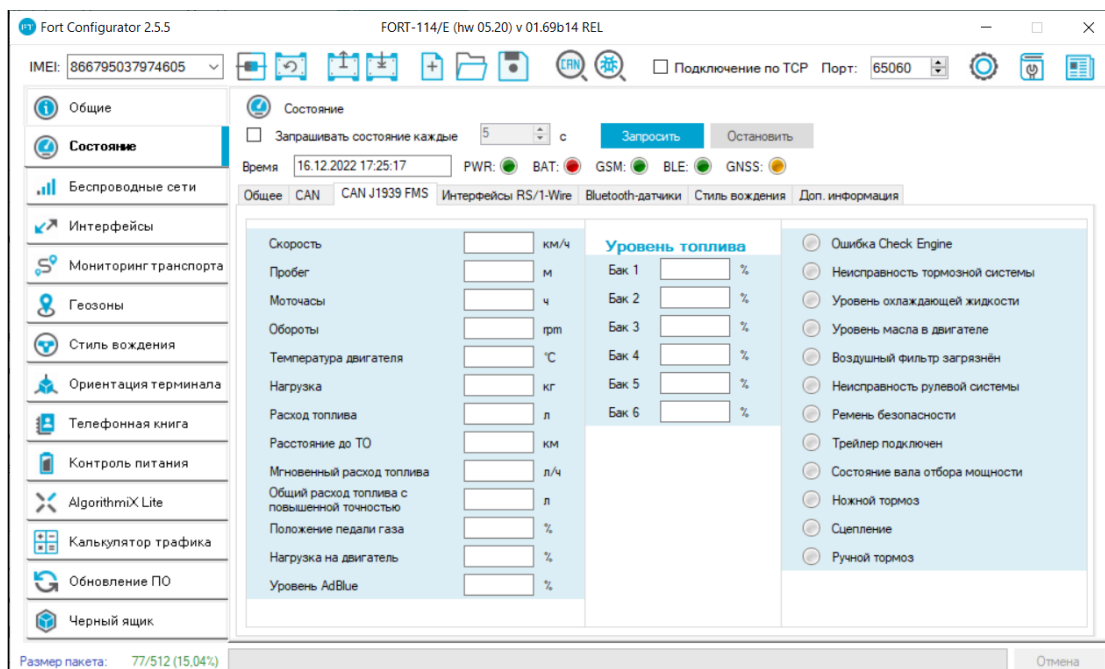 Fort Configurator 2.5.5 FORT-114/E (hw 05.20) v 01.69b14 REL
IMEI: 866795037974605 CAN Подключение по TCP Порт: 65060
Общие
Состояние
Беспроводные сети
Интерфейсы
Мониторинг транспорта
Геозоны
Стиль вождения
Ориентация терминала
Телефонная книга
Контроль питания
AlgorithmiX Lite
Калькулятор трафика
Обновление ПО
Черный ящик
Состояние
Запрашивать состояние каждые 5 с Запросить Остановить
Время 16.12.2022 17:25:17 PWR: BAT: GSM: BLE: GNSS:
Общее CAN CAN J1939 FMS Интерфейсы RS/1-Wire Bluetooth-датчики Стиль вождения Доп. информация
Скорость км/ч
Пробег м
Моточасы ч
Обороты rpm
Температура двигателя °C
Нагрузка кг
Расход топлива л
Расстояние до ТО км
Мгновенный расход топлива л/ч
Общий расход топлива с
повышенной точностью л
Положение педали газа %
Нагрузка на двигатель %
Уровень AdBlue %
Уровень топлива
Бак 1 %
Бак 2 %
Бак 3 %
Бак 4 %
Бак 5 %
Бак 6 %
Ошибка Check Engine
Неисправность тормозной системы
Уровень охлаждающей жидкости
Уровень масла в двигателе
Воздушный фильтр загрязнён
Неисправность рулевой системы
Ремень безопасности
Трейлер подключен
Состояние вала отбора мощности
Ножной тормоз
Сцепление
Ручной тормоз
Размер пакета: 77/512 (15,04%) Отмена